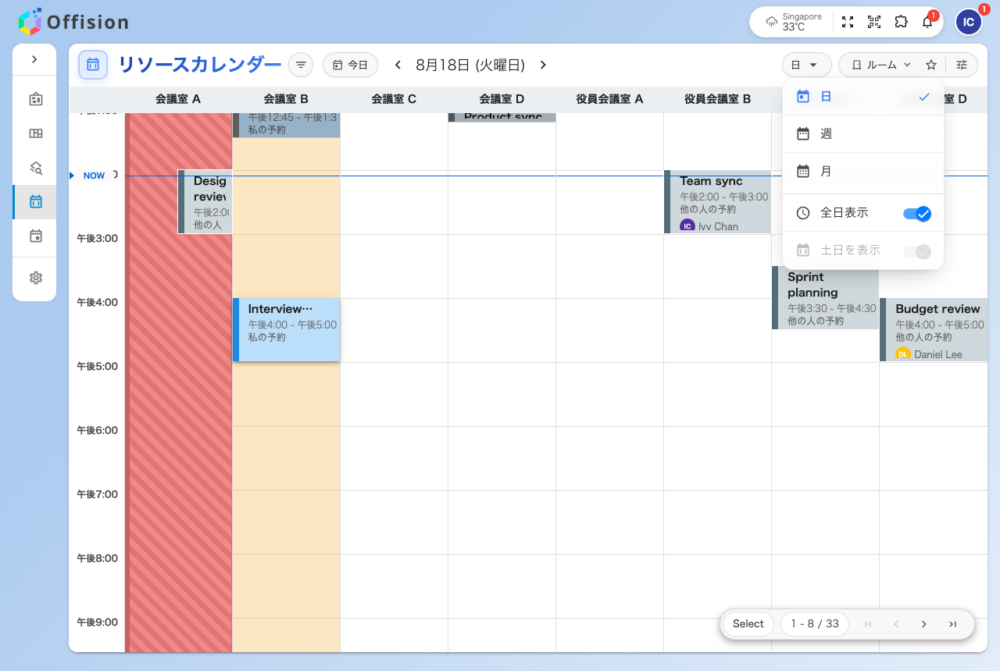 Offision
Singapore
33°C
1
IC
1
リソースカレンダー
今日
8月18日 (火曜日)
日
ルーム
会議室 A
会議室 B
会議室 C
会議室 D
役員会議室 A
役員会議室 B
室 D
日
週
月
全日表示
土日を表示
午後12:45 - 午後1:3
私の予約
Product sync
NOW
Desig
review
午後2:00
他の人
Team sync
午後2:00 - 午後3:00
他の人の予約
IC Ivy Chan
午後3:00
Sprint
planning
午後3:30 - 午後4:30
他の人の予約
午後4:00
Interview…
午後4:00 - 午後5:00
私の予約
Budget review
午後4:00 - 午後5:00
他の人の予約
DL Daniel Lee
午後5:00
午後6:00
午後7:00
午後8:00
午後9:00
Select
1 - 8 / 33